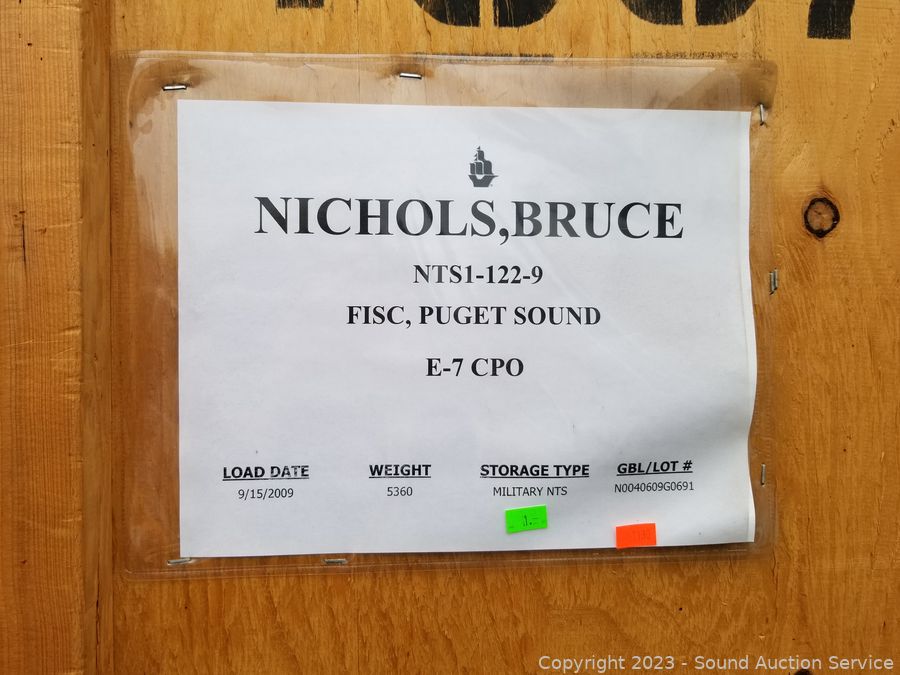 NICHOLS,BRUCE
NTS1-122-9
FISC, PUGET SOUND
E-7 CPO
LOAD DATE WEIGHT STORAGE TYPE GBL/LOT #
9/15/2009 5360 MILITARY NTS N0040609G0691
Copyright 2023 - Sound Auction Service